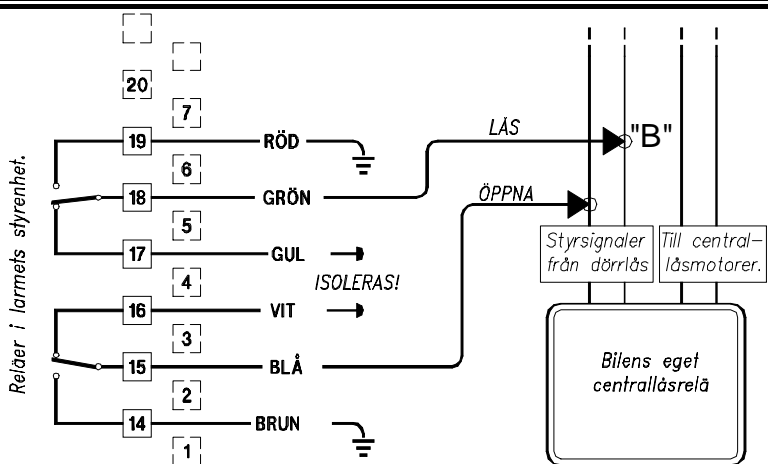 20
7
19 RÖD LÅS "B"
6
18 GRÖN ÖPPNA
5
17 GUL
ISOLERAS!
4
16 VIT
3
15 BLÅ
2
14 BRUN
1
Reläer i larmets styrenhet.
Styrsignaler
från dörrlås
Till central-
låsmotorer.
Bilens eget
centrallåsrelä